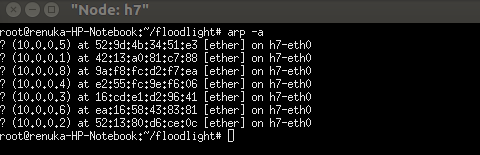 "Node: h7"
root@renuka-HP-Notebook:~/floodlight# arp -a
? (10.0.0.5) at 52:9d:4b:34:51:e3 [ether] on h7-eth0
? (10.0.0.1) at 42:13:a0:81:c7:88 [ether] on h7-eth0
? (10.0.0.8) at 9a:f8:fc:d2:f7:ea [ether] on h7-eth0
? (10.0.0.4) at e2:55:fc:9e:f6:06 [ether] on h7-eth0
? (10.0.0.3) at 16:cd:e1:d2:96:41 [ether] on h7-eth0
? (10.0.0.6) at ea:16:58:43:83:81 [ether] on h7-eth0
? (10.0.0.2) at 52:13:80:d6:ce:0c [ether] on h7-eth0
root@renuka-HP-Notebook:~/floodlight#